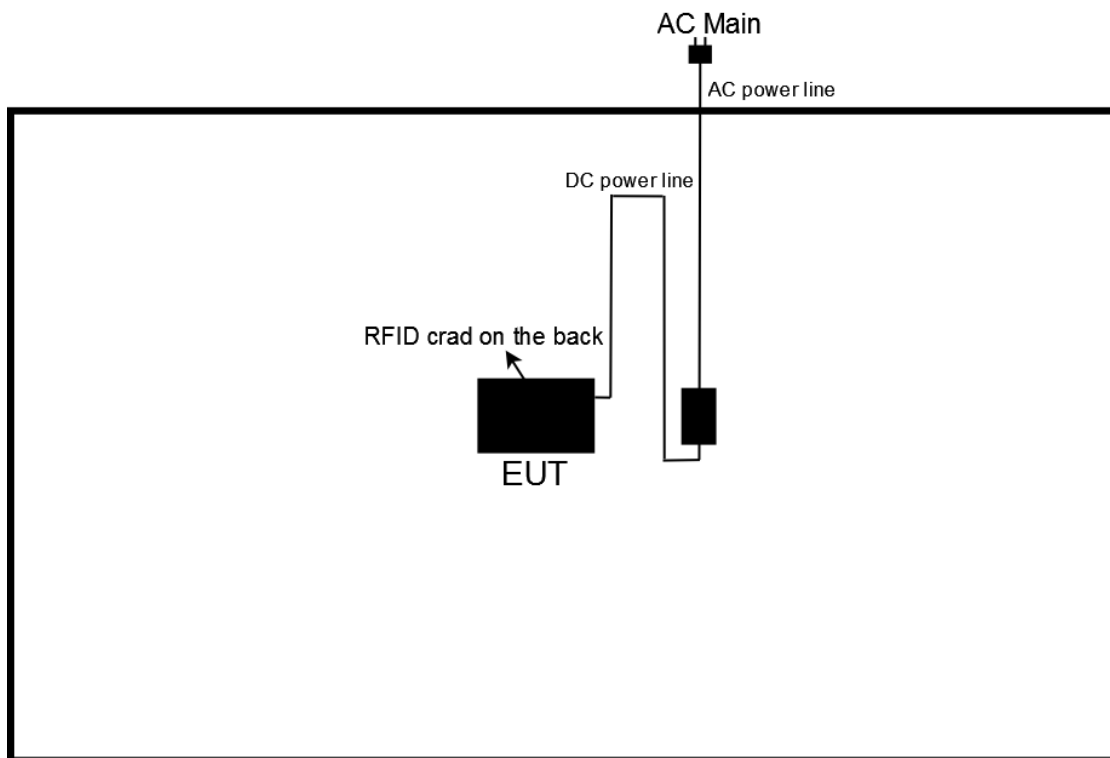 AC Main
AC power line
DC power line
RFID crad on the back
EUT